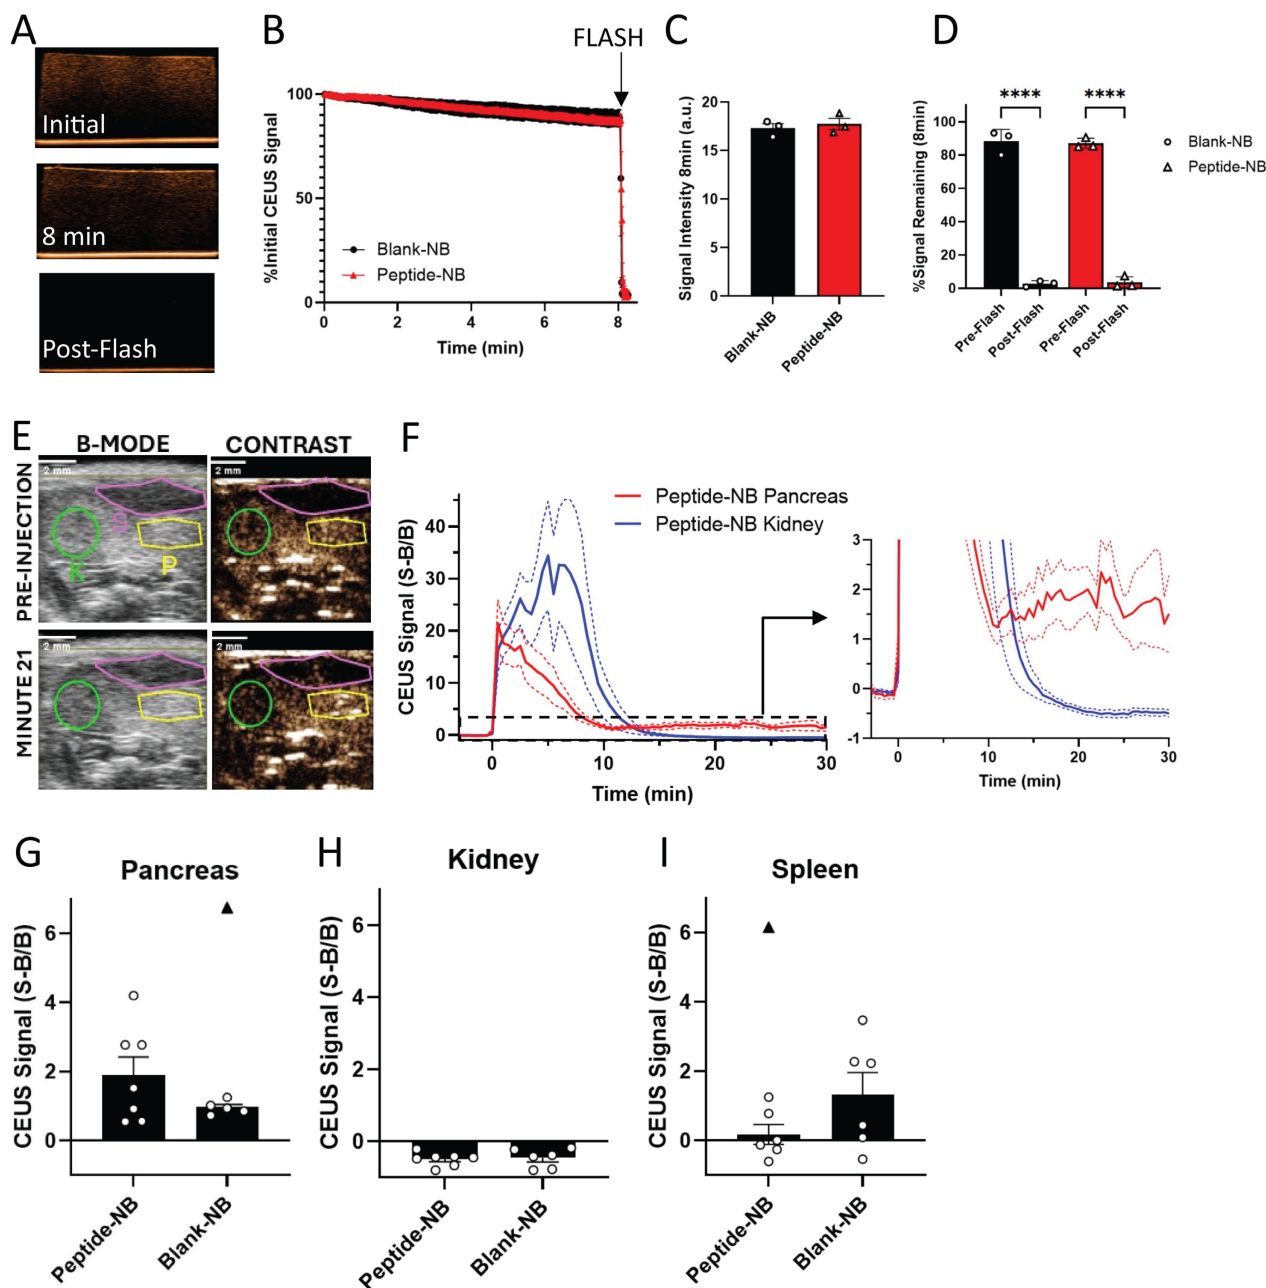 A
Initial
8 min
Post-Flash
B
FLASH
%Initial CEUS Signal
100
50
0
Blank-NB
Peptide-NB
0 2 4 6 8
Time (min)
C
Signal Intensity 8min (a.u.)
20
15
10
5
0
Blank-NB
Peptide-NB
D
**** ****
%Signal Remaining (8min)
100
80
60
40
20
0
Pre-Flash
Post-Flash
Pre-Flash
Post-Flash
Blank-NB
Peptide-NB
E
B-MODE CONTRAST
PRE-INJECTION
2 mm 2 mm
S
K P
MINUTE 21
2 mm 2 mm
F
Peptide-NB Pancreas
Peptide-NB Kidney
CEUS Signal (S-B/B)
40
30
20
10
0
0 10 20 30
Time (min)
3
2
1
0
-1
0 10 20 30
Time (min)
G
Pancreas
CEUS Signal (S-B/B)
6
4
2
0
Peptide-NB
Blank-NB
H
Kidney
CEUS Signal (S-B/B)
6
4
2
0
Peptide-NB
Blank-NB
I
Spleen
CEUS Signal (S-B/B)
6
4
2
0
Peptide-NB
Blank-NB